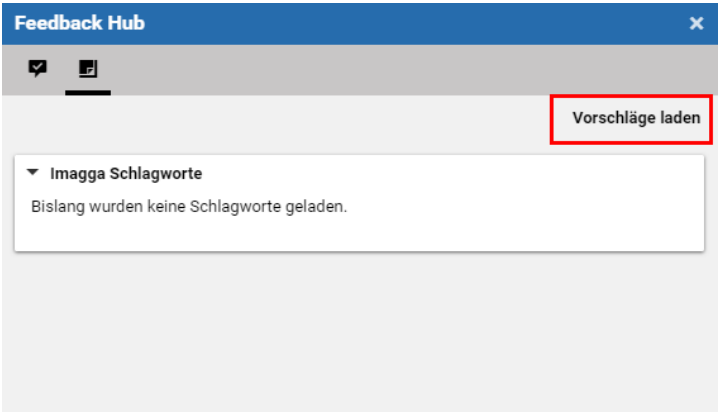 Feedback Hub
Vorschläge laden
Imagga Schlagworte
Bislang wurden keine Schlagworte geladen.